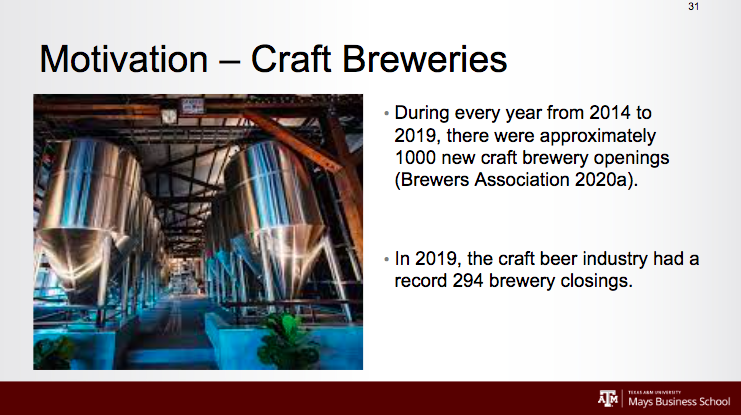 31
Motivation – Craft Breweries
• During every year from 2014 to
2019, there were approximately
1000 new craft brewery openings
(Brewers Association 2020a).
• In 2019, the craft beer industry had a
record 294 brewery closings.
ATM
TEXAS A&M UNIVERSITY
Mays Business School